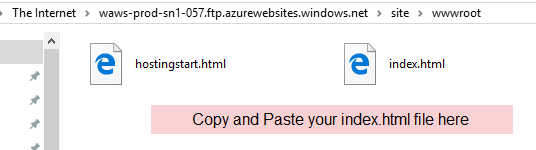 The Internet > waws-prod-sn1-057.ftp.azurewebsites.windows.net > site > wwwroot
hostingstart.html index.html
Copy and Paste your index.html file here